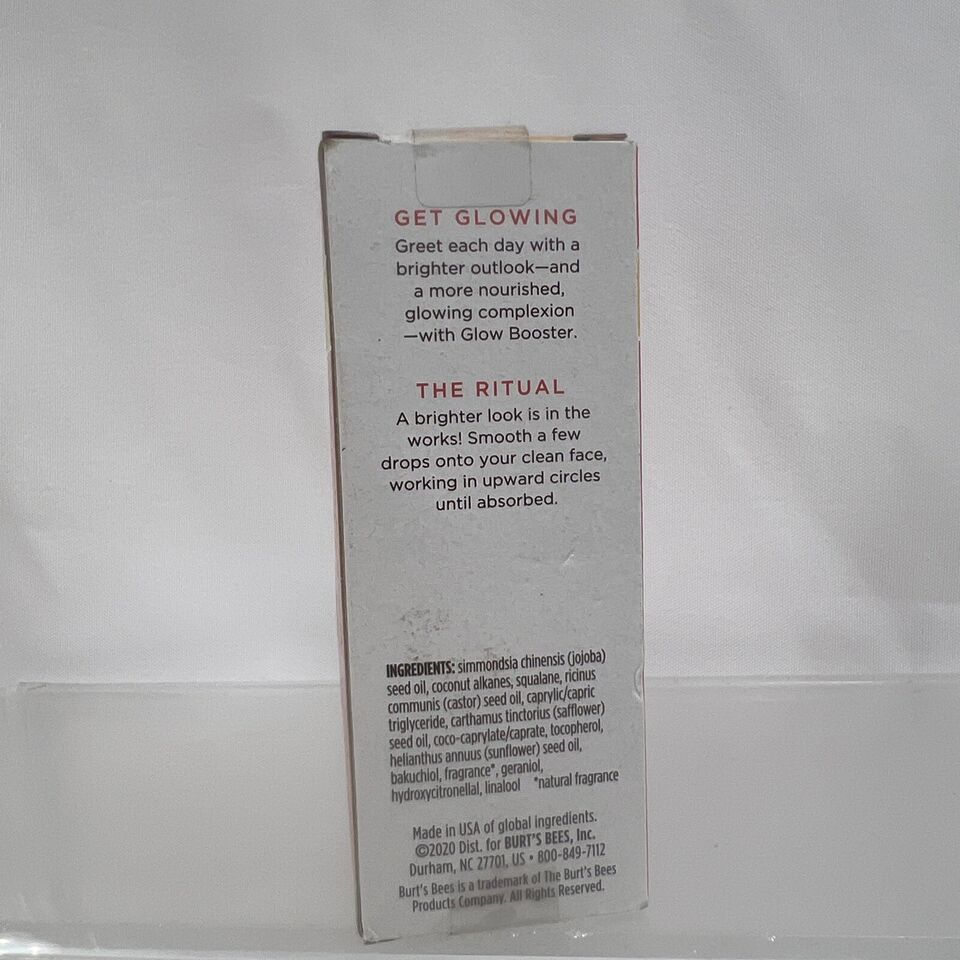 GET GLOWING
Greet each day with a
brighter outlook—and
a more nourished,
glowing complexion
—with Glow Booster.
THE RITUAL
A brighter look is in the
works! Smooth a few
drops onto your clean face,
working in upward circles
until absorbed.
INGREDIENTS: simmondsia chinensis (jojoba)
seed oil, coconut alkanes, squalane, ricinus
communis (castor) seed oil, caprylic/capric
triglyceride, carthamus tinctorius (safflower)
seed oil, coco-caprylate/caprate, tocopherol,
helianthus annuus (sunflower) seed oil,
bakuchiol, fragrance*, geraniol,
hydroxycitronellal, linalool *natural fragrance
Made in USA of global ingredients.
©2020 Dist. for BURT'S BEES, Inc.
Durham, NC 27701, US • 800-849-7112
Burt's Bees is a trademark of The Burt's Bees
Products Company. All Rights Reserved.